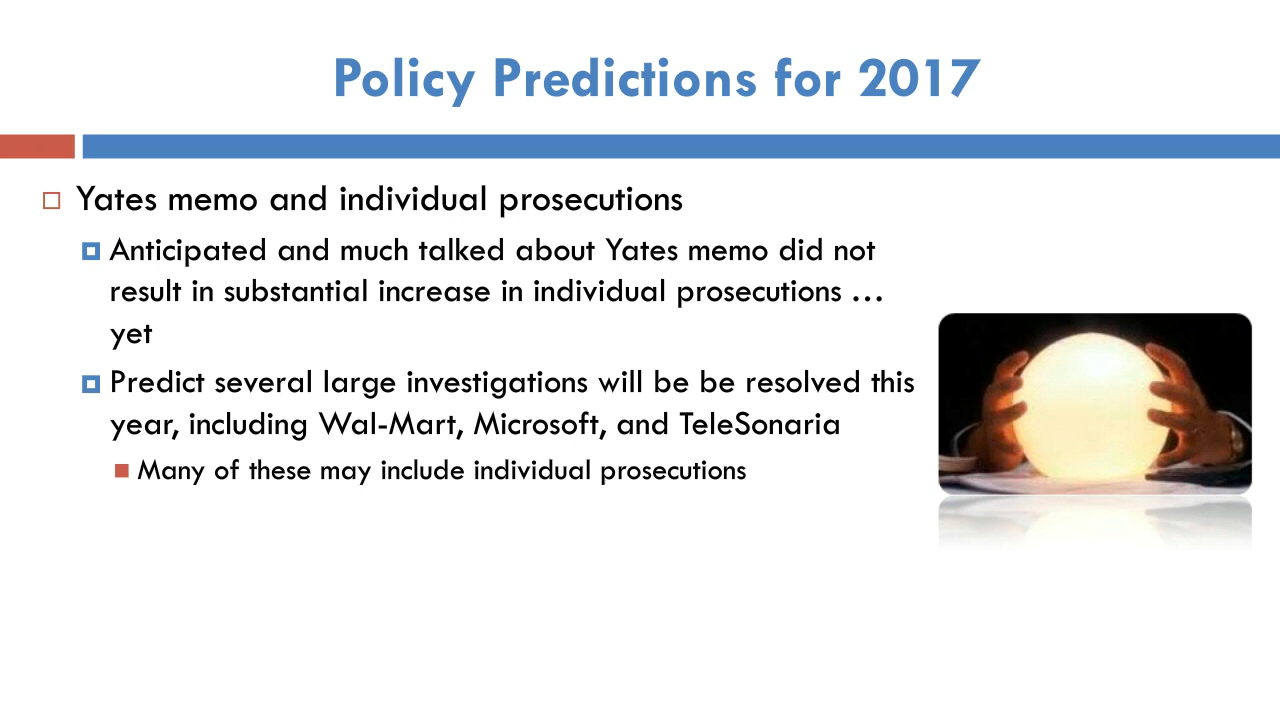 Policy Predictions for 2017
Yates memo and individual prosecutions
Anticipated and much talked about Yates memo did not
result in substantial increase in individual prosecutions …
yet
Predict several large investigations will be be resolved this
year, including Wal-Mart, Microsoft, and TeleSonaria
Many of these may include individual prosecutions